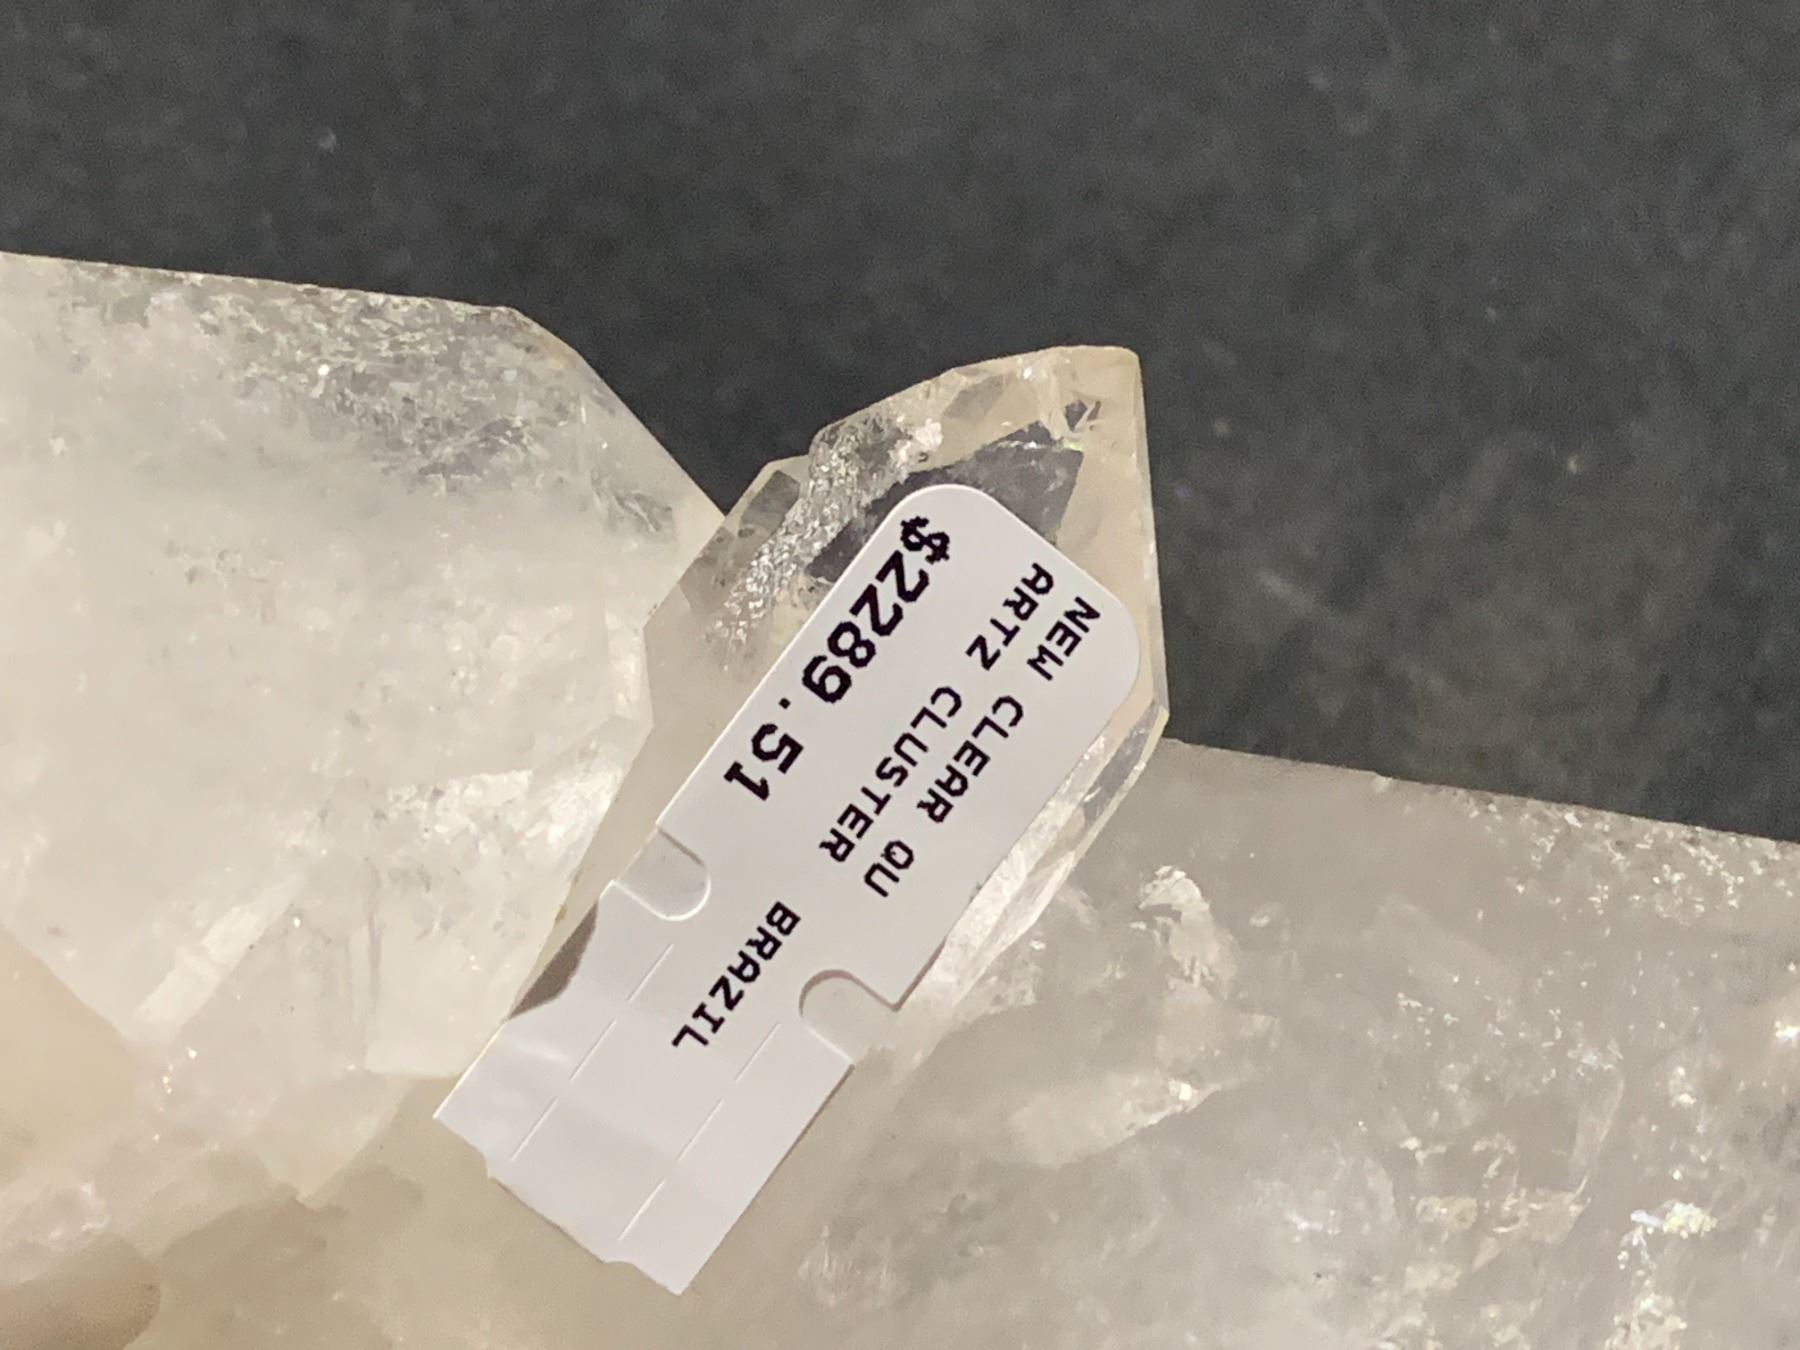 NEW CLEAR QU
ARTZ CLUSTER
BRAZIL
$2289.51